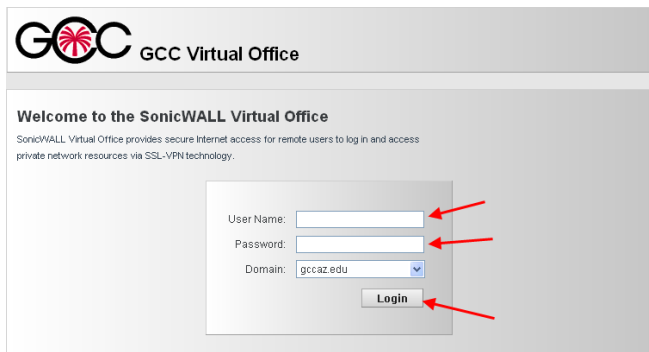 GCC GCC Virtual Office
Welcome to the SonicWALL Virtual Office
SonicWALL Virtual Office provides secure Internet access for remote users to log in and access
private network resources via SSL-VPN technology.
User Name:
Password:
Domain: gccaz.edu
Login